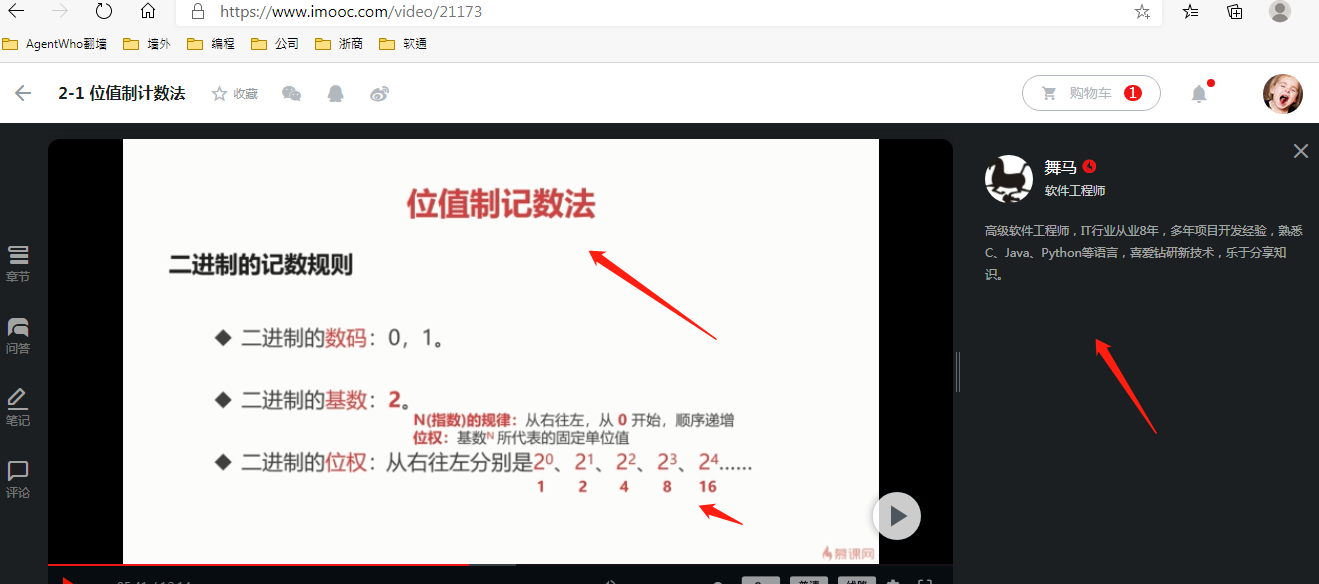 https://www.imooc.com/video/21173
AgentWho翻墙 墙外 编程 公司 浙商 软通
2-1 位值制计数法 收藏 购物车 1
位值制记数法
二进制的记数规则
◆ 二进制的数码：0，1。
◆ 二进制的基数：2。
N(指数)的规律：从右往左，从 0 开始，顺序递增
位权：基数ᴺ 所代表的固定单位值
◆ 二进制的位权：从右往左分别是2⁰、2¹、2²、2³、2⁴......
1 2 4 8 16
慕课网
章节
问答
笔记
评论
舞马
软件工程师
高级软件工程师，IT行业从业8年，多年项目开发经验，熟悉
C、Java、Python等语言，喜爱钻研新技术，乐于分享知
识。